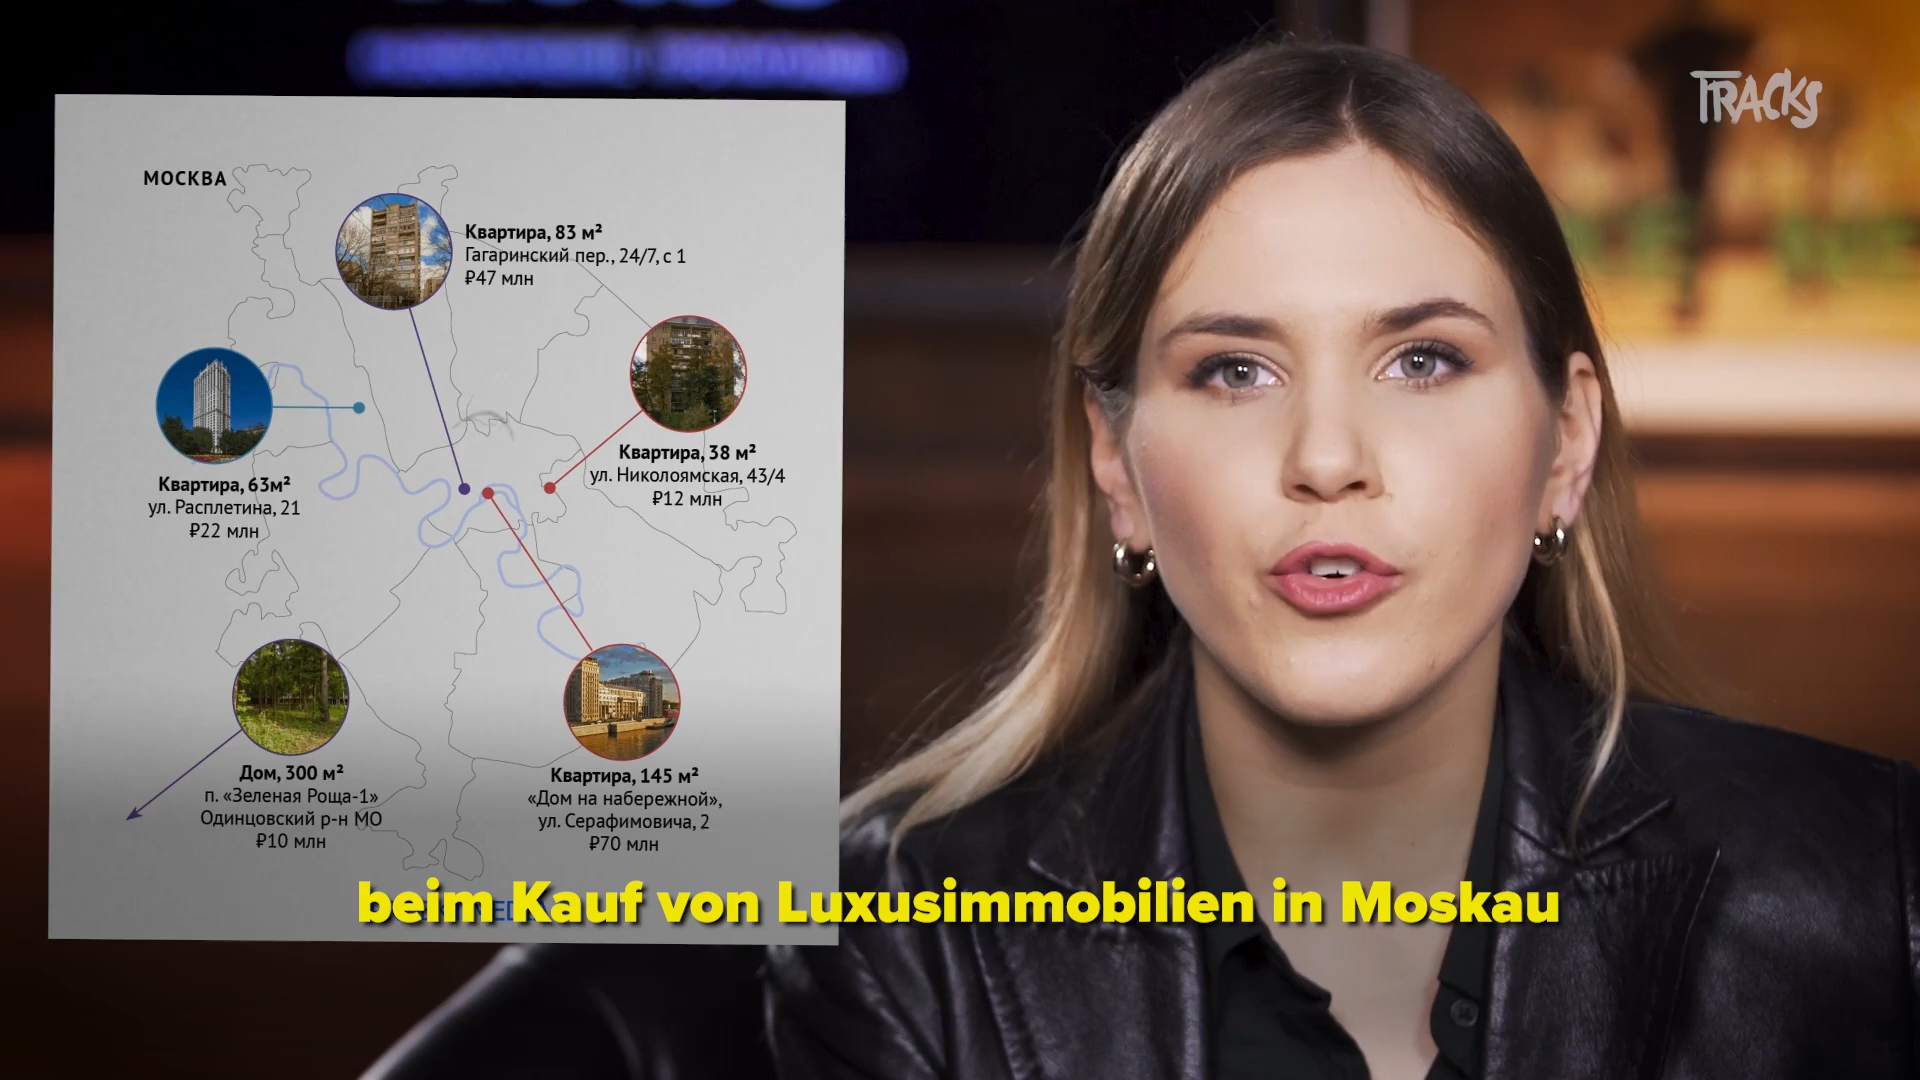 TRACKS
МОСКВА
Квартира, 83 м²
Гагаринский пер., 24/7, с 1
₽47 млн
Квартира, 38 м²
ул. Николоямская, 43/4
₽12 млн
Квартира, 63м²
ул. Расплетина, 21
₽22 млн
Дом, 300 м²
п. «Зеленая Роща-1»
Одинцовский р-н МО
₽10 млн
Квартира, 145 м²
«Дом на набережной»,
ул. Серафимовича, 2
₽70 млн
beim Kauf von Luxusimmobilien in Moskau